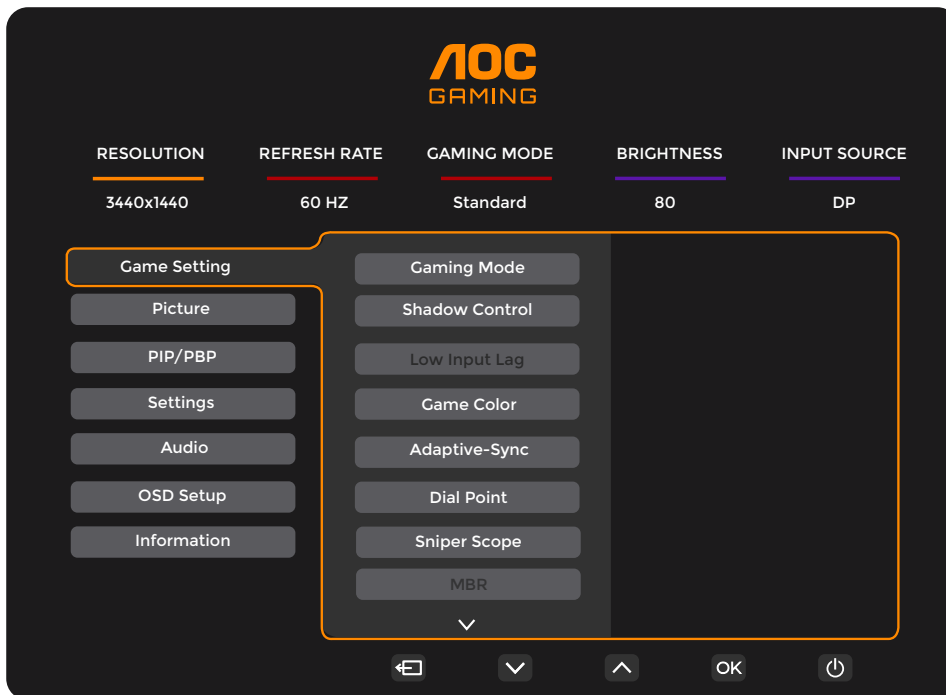 AOC
GAMING
RESOLUTION REFRESH RATE GAMING MODE BRIGHTNESS INPUT SOURCE
3440x1440 60 HZ Standard 80 DP
Game Setting
Picture
PIP/PBP
Settings
Audio
OSD Setup
Information
Gaming Mode
Shadow Control
Low Input Lag
Game Color
Adaptive-Sync
Dial Point
Sniper Scope
MBR
OK